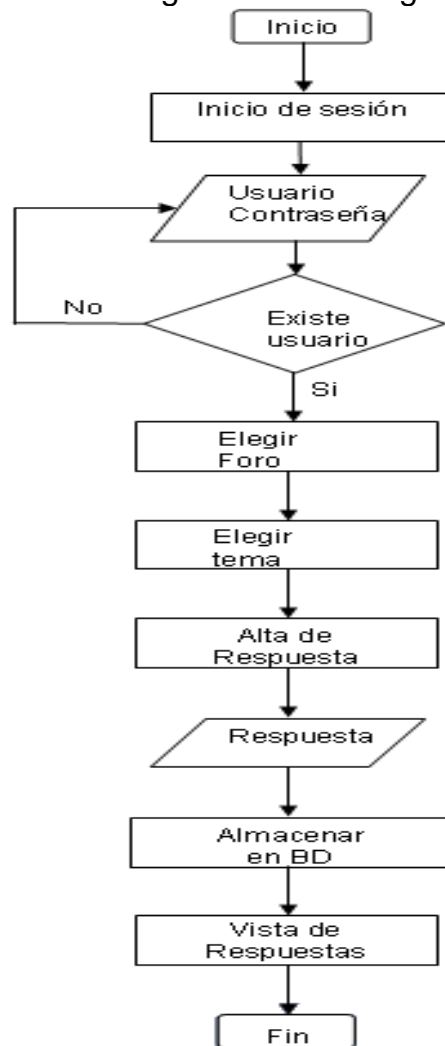 Inicio
Inicio de sesión
Usuario
Contraseña
No
Existe
usuario
Si
Elegir
Foro
Elegir
tema
Alta de
Respuesta
Respuesta
Almacenar
en BD
Vista de
Respuestas
Fin